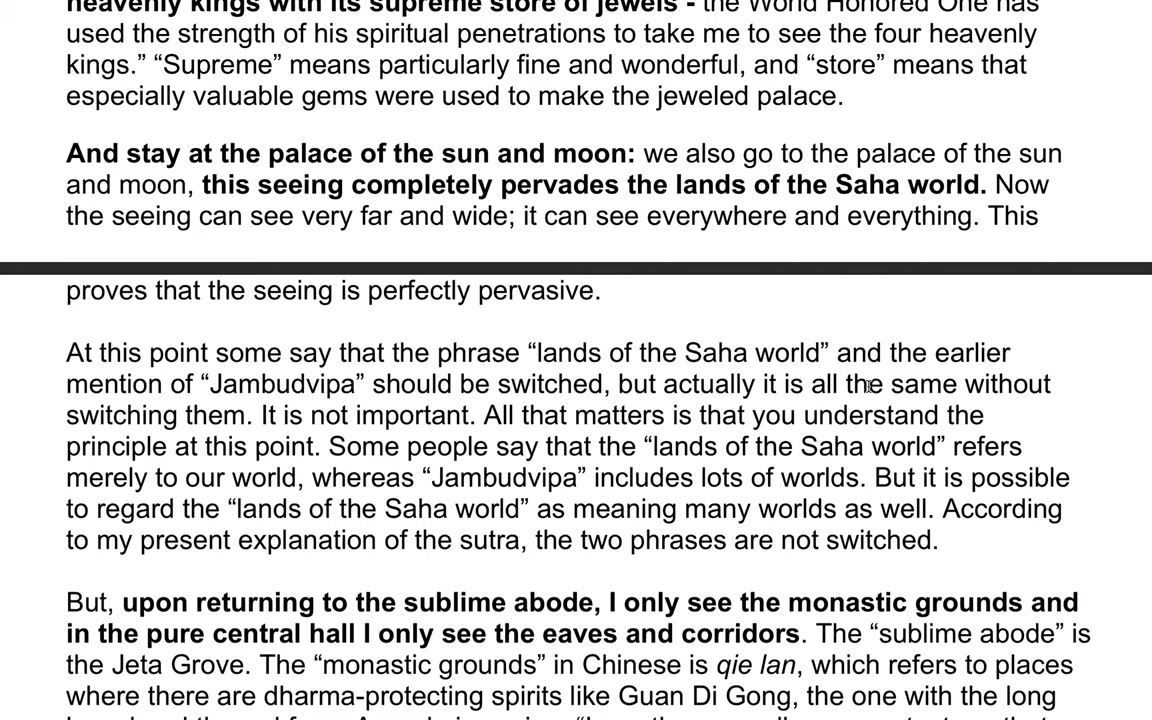 heavenly kings with its supreme store of jewels - the World Honored One has
used the strength of his spiritual penetrations to take me to see the four heavenly
kings.” “Supreme” means particularly fine and wonderful, and “store” means that
especially valuable gems were used to make the jeweled palace.
And stay at the palace of the sun and moon: we also go to the palace of the sun
and moon, this seeing completely pervades the lands of the Saha world. Now
the seeing can see very far and wide; it can see everywhere and everything. This
proves that the seeing is perfectly pervasive.
At this point some say that the phrase “lands of the Saha world” and the earlier
mention of “Jambudvipa” should be switched, but actually it is all the same without
switching them. It is not important. All that matters is that you understand the
principle at this point. Some people say that the “lands of the Saha world” refers
merely to our world, whereas “Jambudvipa” includes lots of worlds. But it is possible
to regard the “lands of the Saha world” as meaning many worlds as well. According
to my present explanation of the sutra, the two phrases are not switched.
But, upon returning to the sublime abode, I only see the monastic grounds and
in the pure central hall I only see the eaves and corridors. The “sublime abode” is
the Jeta Grove. The “monastic grounds” in Chinese is qie lan, which refers to places
where there are dharma-protecting spirits like Guan Di Gong, the one with the long